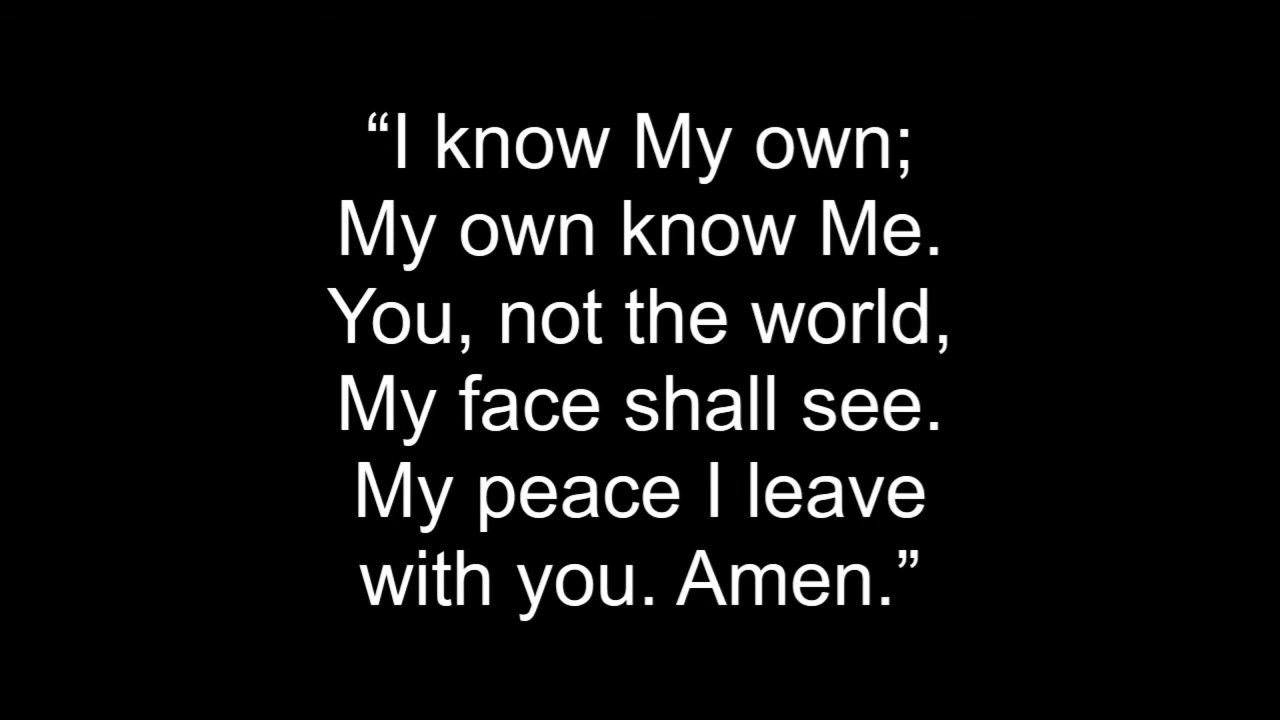 “I know My own;
My own know Me.
You, not the world,
My face shall see.
My peace I leave
with you. Amen.”